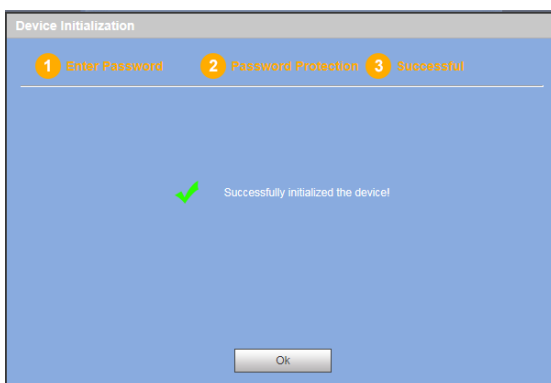 Device Initialization
1 Enter Password 2 Password Protection 3 Successful
Successfully initialized the device!
Ok